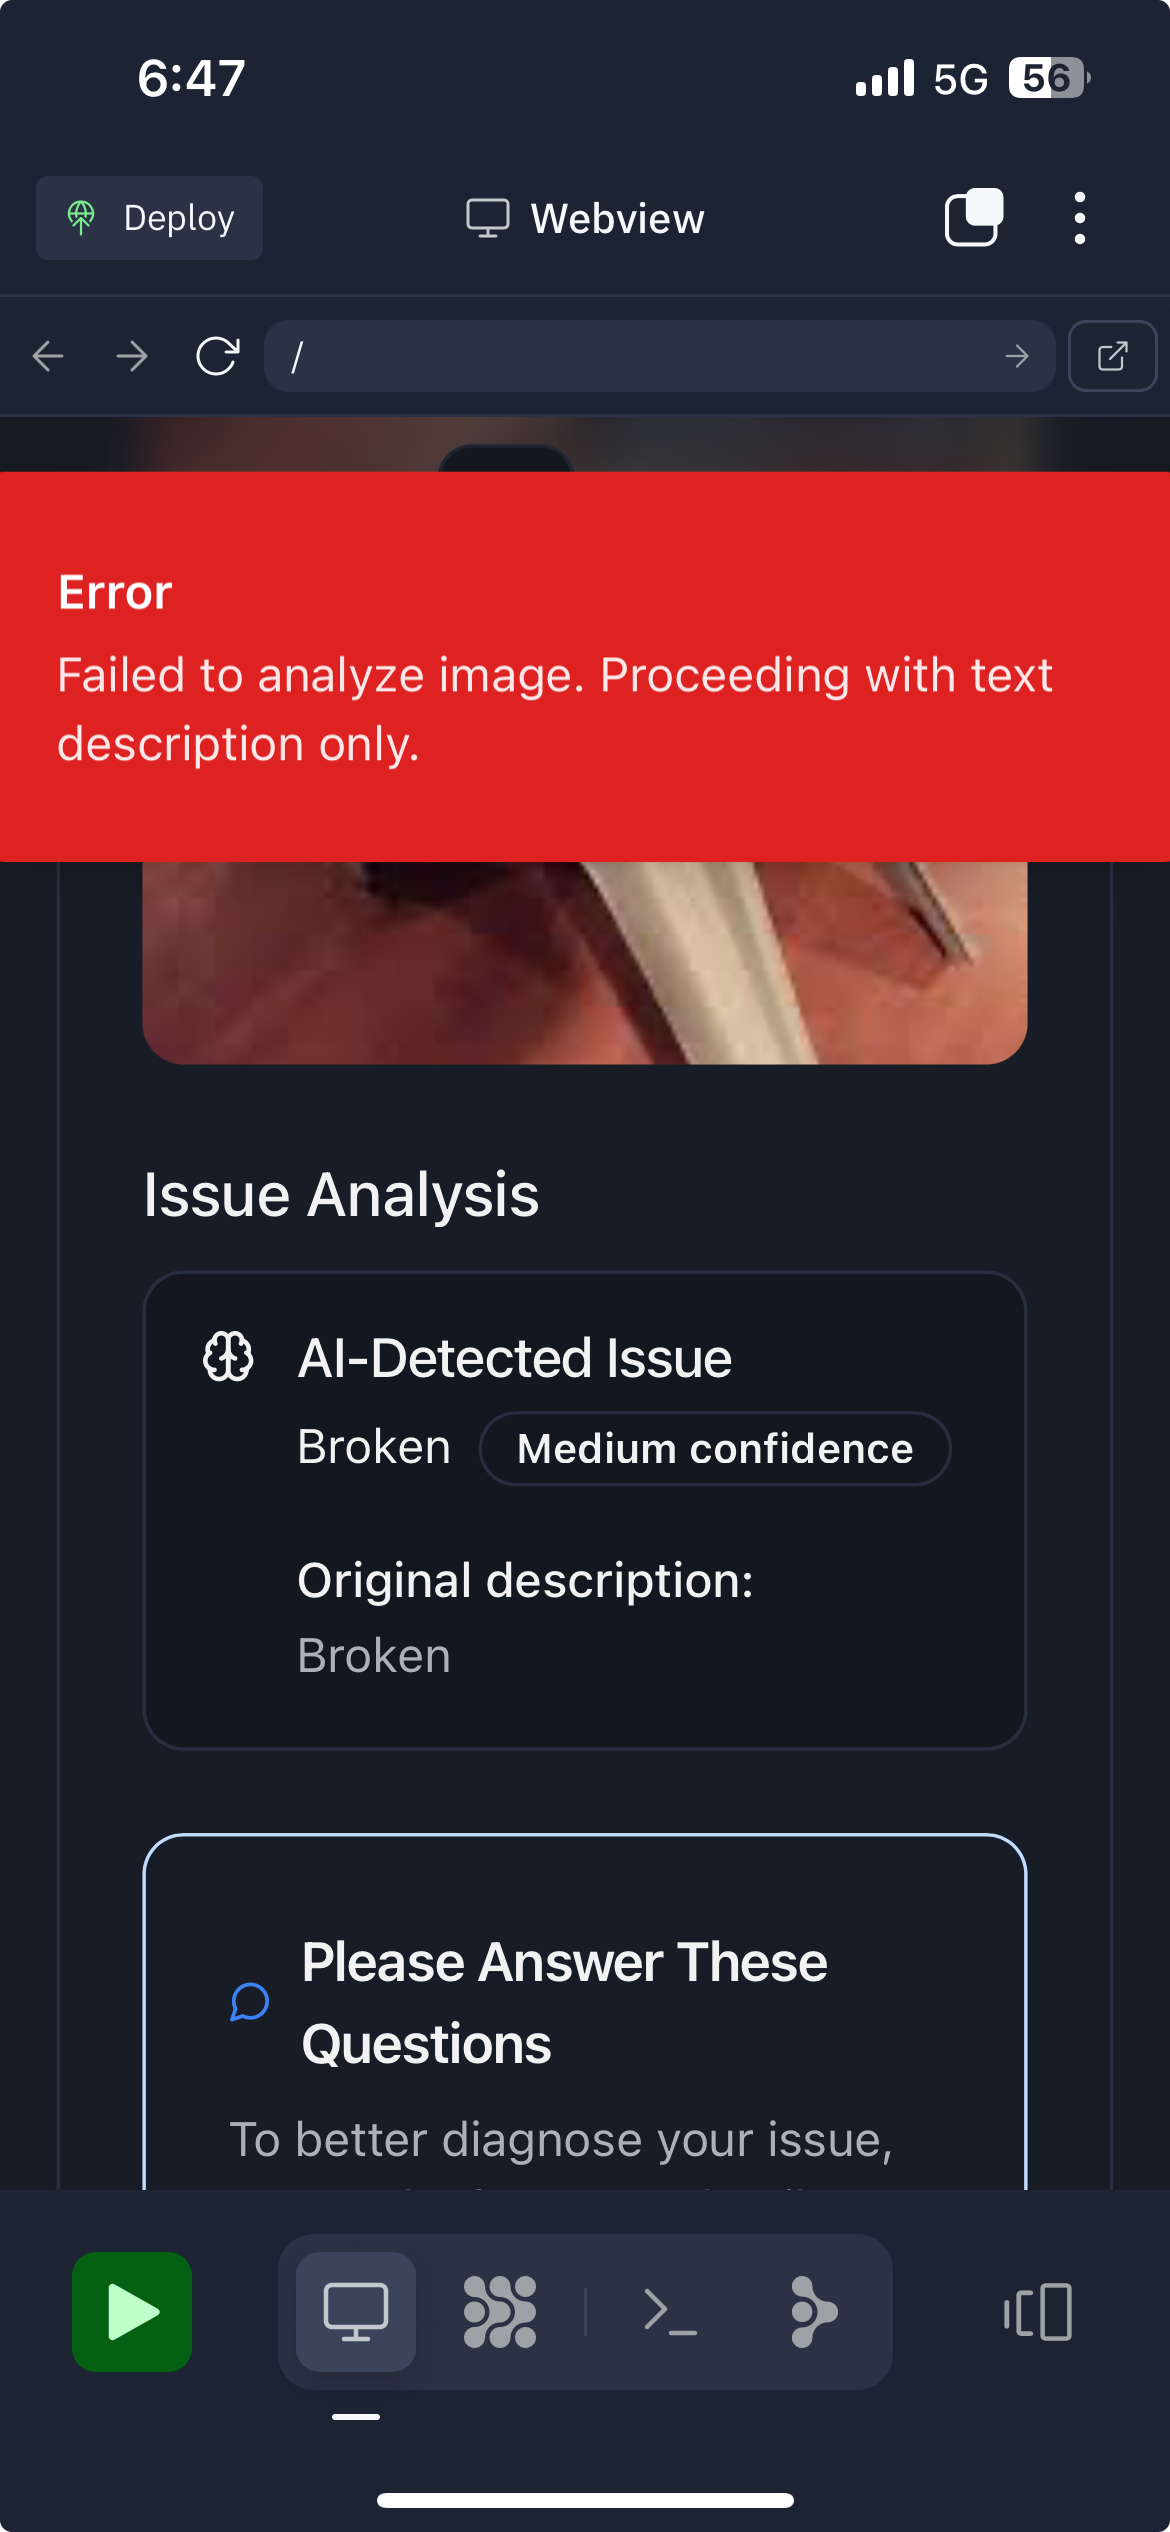 6:47
5G
56
Deploy
Webview
/
Error
Failed to analyze image. Proceeding with text
description only.
Issue Analysis
AI-Detected Issue
Broken
Medium confidence
Original description:
Broken
Please Answer These
Questions
To better diagnose your issue,